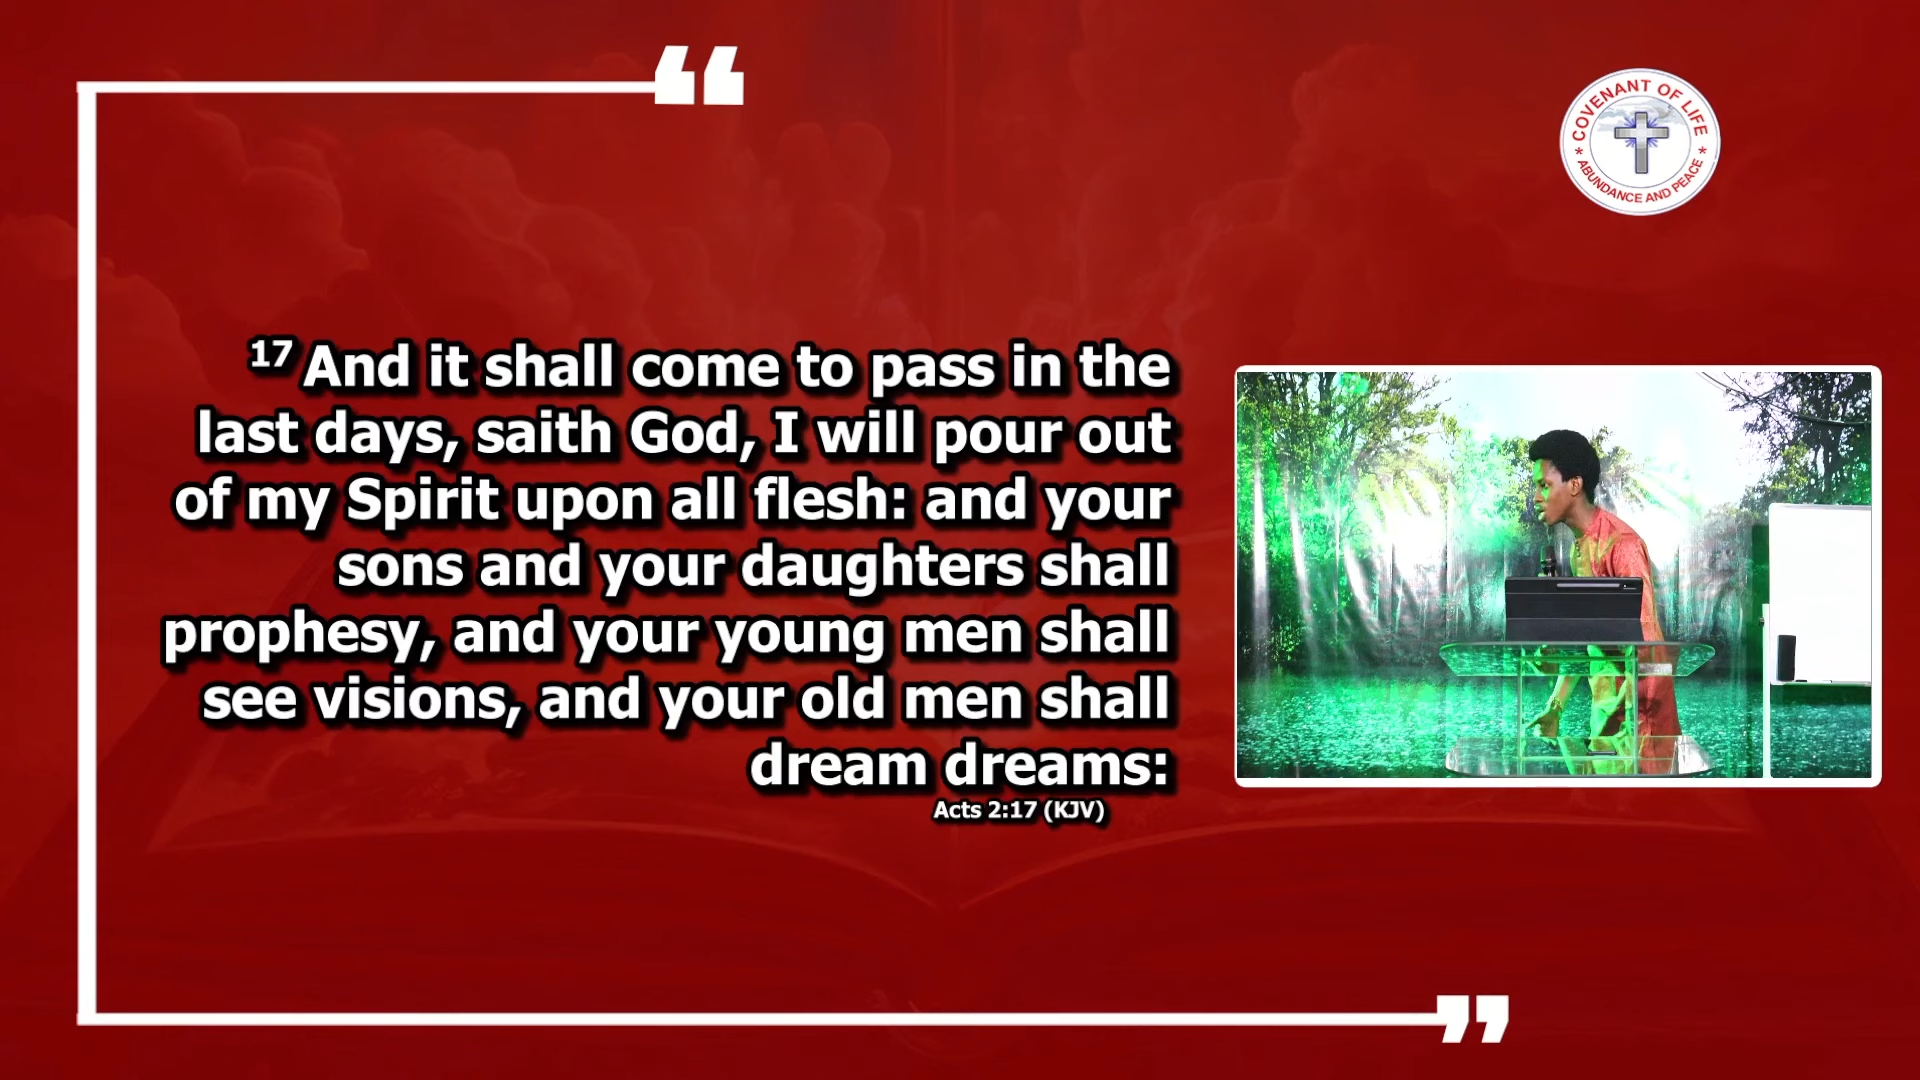 “
COVENANT OF LIFE
* ABUNDANCE AND PEACE *
17 And it shall come to pass in the
last days, saith God, I will pour out
of my Spirit upon all flesh: and your
sons and your daughters shall
prophesy, and your young men shall
see visions, and your old men shall
dream dreams:
Acts 2:17 (KJV)
”